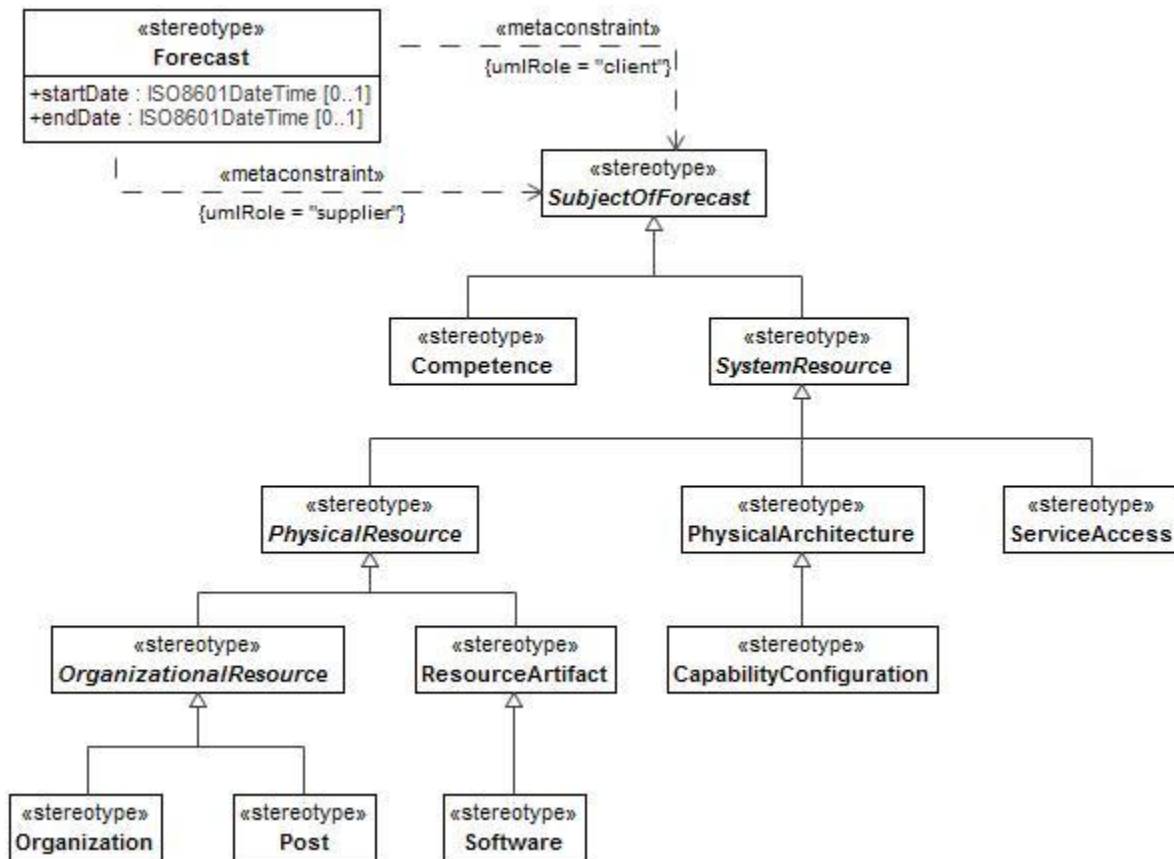 «stereotype»
Forecast
+startDate : ISO8601DateTime [0..1]
+endDate : ISO8601DateTime [0..1]
«metaconstraint»
{umlRole = "client"}
«metaconstraint»
{umlRole = "supplier"}
«stereotype»
SubjectOfForecast
«stereotype»
Competence
«stereotype»
SystemResource
«stereotype»
PhysicalResource
«stereotype»
PhysicalArchitecture
«stereotype»
ServiceAccess
«stereotype»
OrganizationalResource
«stereotype»
ResourceArtifact
«stereotype»
CapabilityConfiguration
«stereotype»
Organization
«stereotype»
Post
«stereotype»
Software